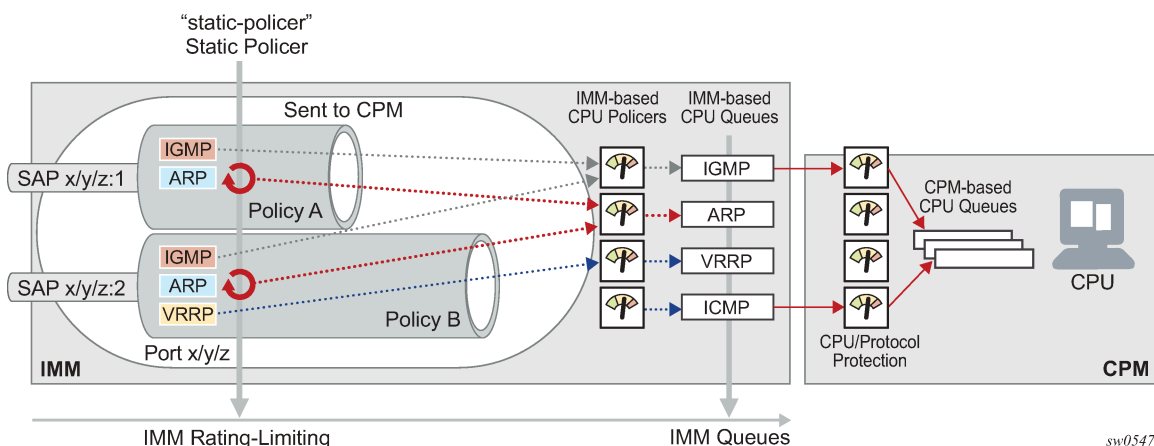 “static-policer”
Static Policer
Sent to CPM
IMM-based
CPU Policers
IMM-based
CPU Queues
IGMP
ARP
SAP x/y/z:1
Policy A
IGMP
ARP
VRRP
SAP x/y/z:2
Policy B
Port x/y/z
IMM
IGMP
ARP
VRRP
ICMP
CPM-based
CPU Queues
CPU
CPU/Protocol
Protection
CPM
IMM Rating-Limiting
IMM Queues
sw0547